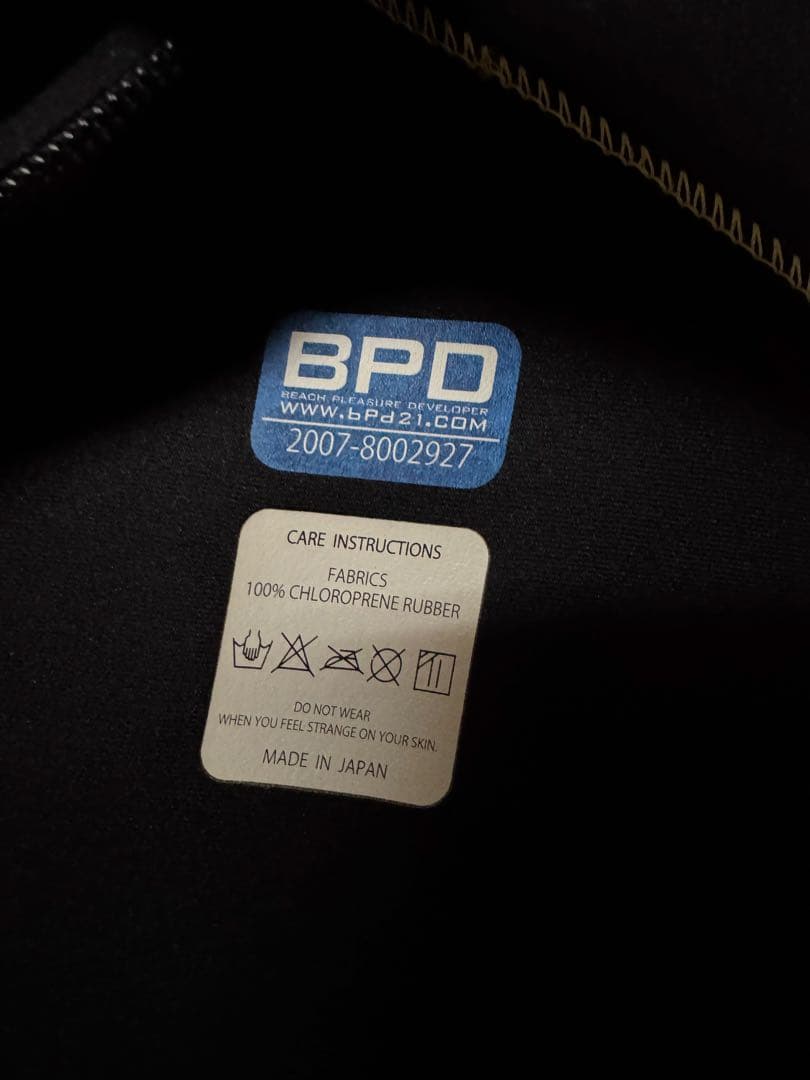 BPD
BEACH PLEASURE DEVELOPER
WWW.bPd21.COM
2007-8002927
CARE INSTRUCTIONS
FABRICS
100% CHLOROPRENE RUBBER
DO NOT WEAR
WHEN YOU FEEL STRANGE ON YOUR SKIN.
MADE IN JAPAN